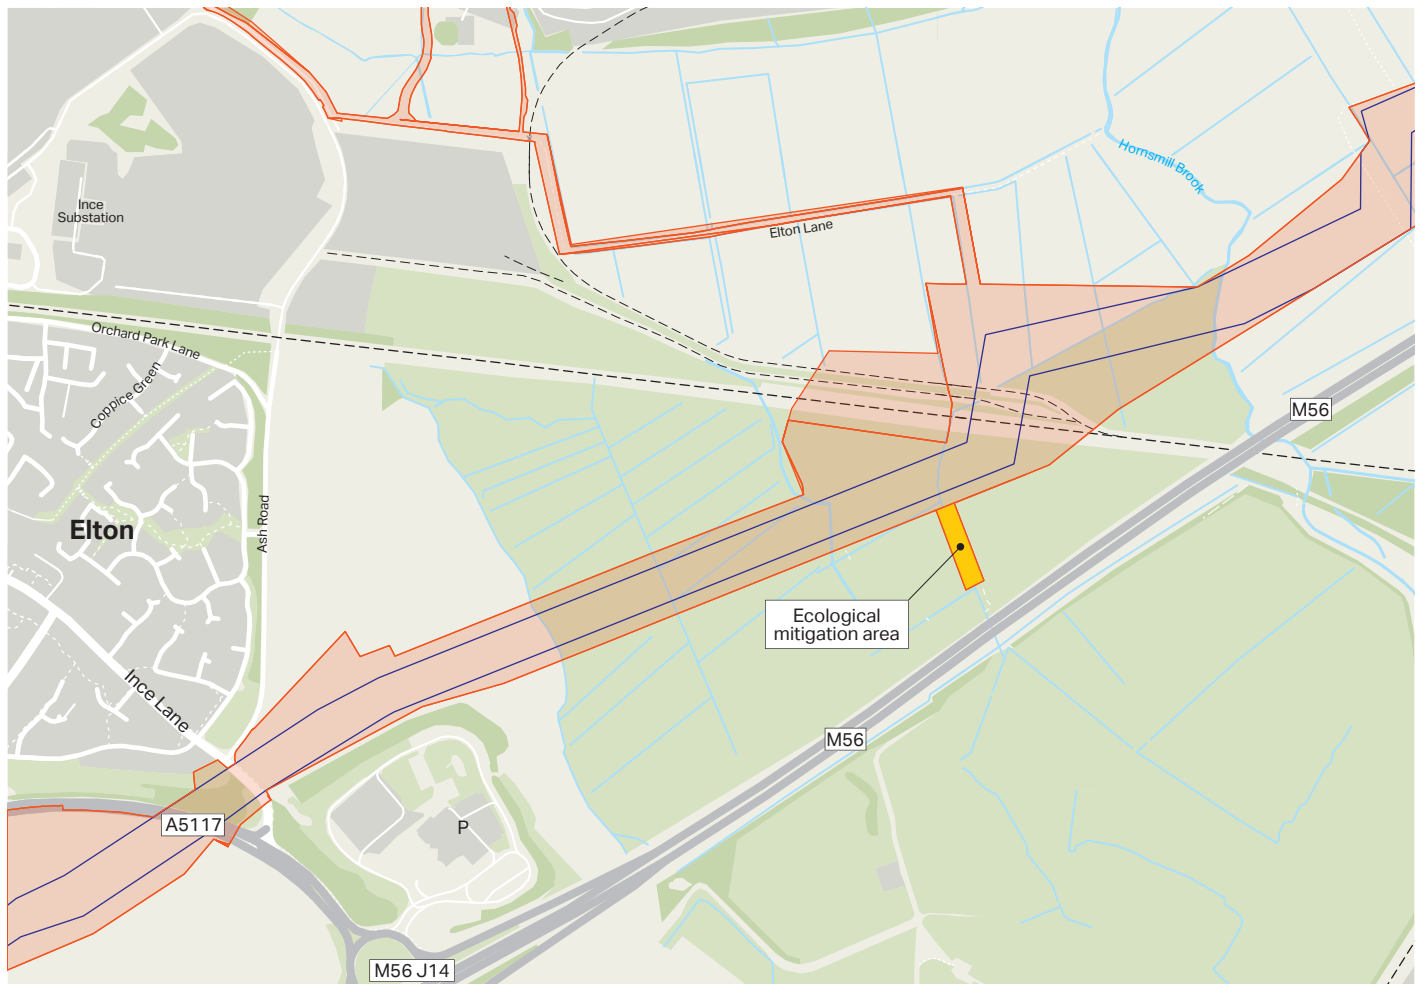 Hornsmill Brook
Ince
Substation
Elton Lane
Orchard Park Lane
Coppice Green
M56
Ash Road
Elton
Ecological
mitigation area
Ince Lane
M56
A5117
P
M56 J14